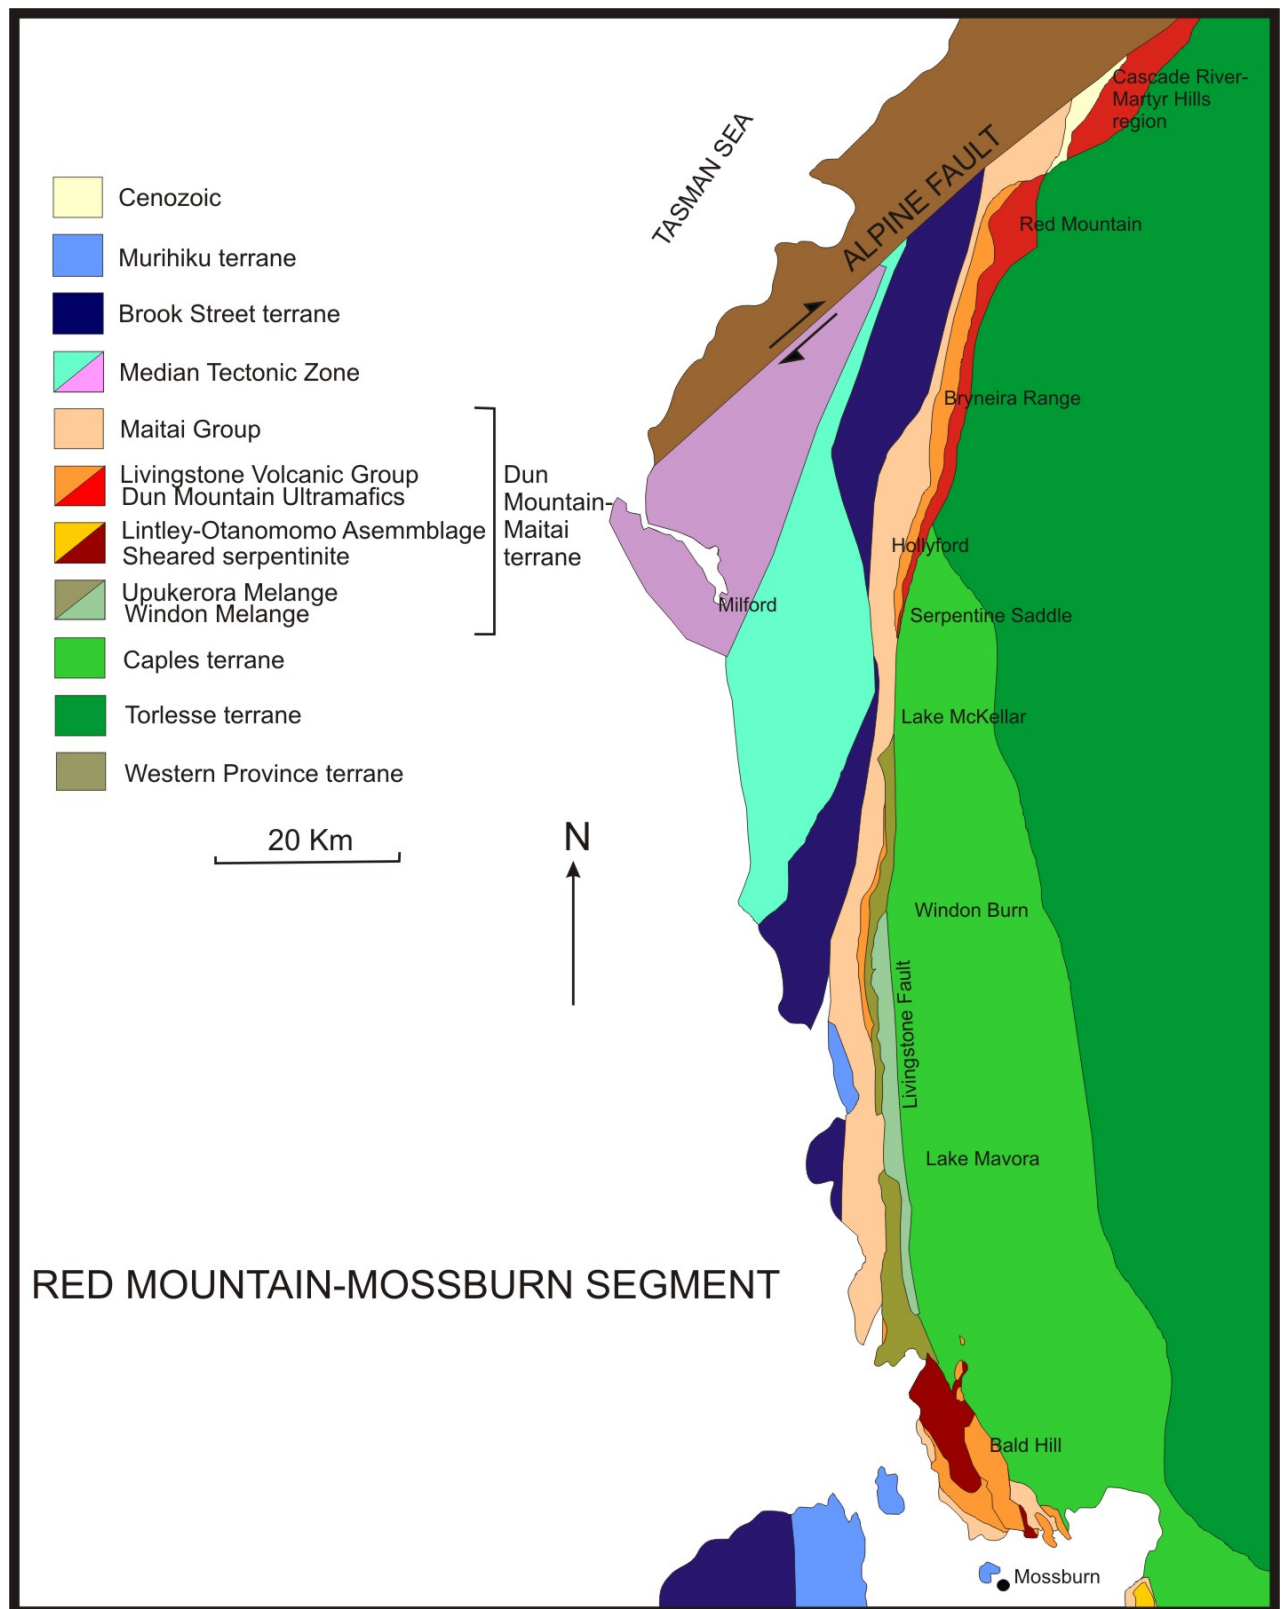 Cascade River-
Martyr Hills
region
TASMAN SEA
ALPINE FAULT
Cenozoic
Red Mountain
Murihiku terrane
Brook Street terrane
Median Tectonic Zone
Bryneira Range
Maitai Group
Livingstone Volcanic Group
Dun Mountain Ultramafics
Lintley-Otanomomo Asemmblage
Sheared serpentinite
Dun
Mountain-
Maitai
terrane
Upukerora Melange
Windon Melange
Hollyford
Milford
Serpentine Saddle
Caples terrane
Torlesse terrane
Lake McKellar
Western Province terrane
20 Km
N
Windon Burn
Livingstone Fault
Lake Mavora
RED MOUNTAIN-MOSSBURN SEGMENT
Bald Hill
Mossburn